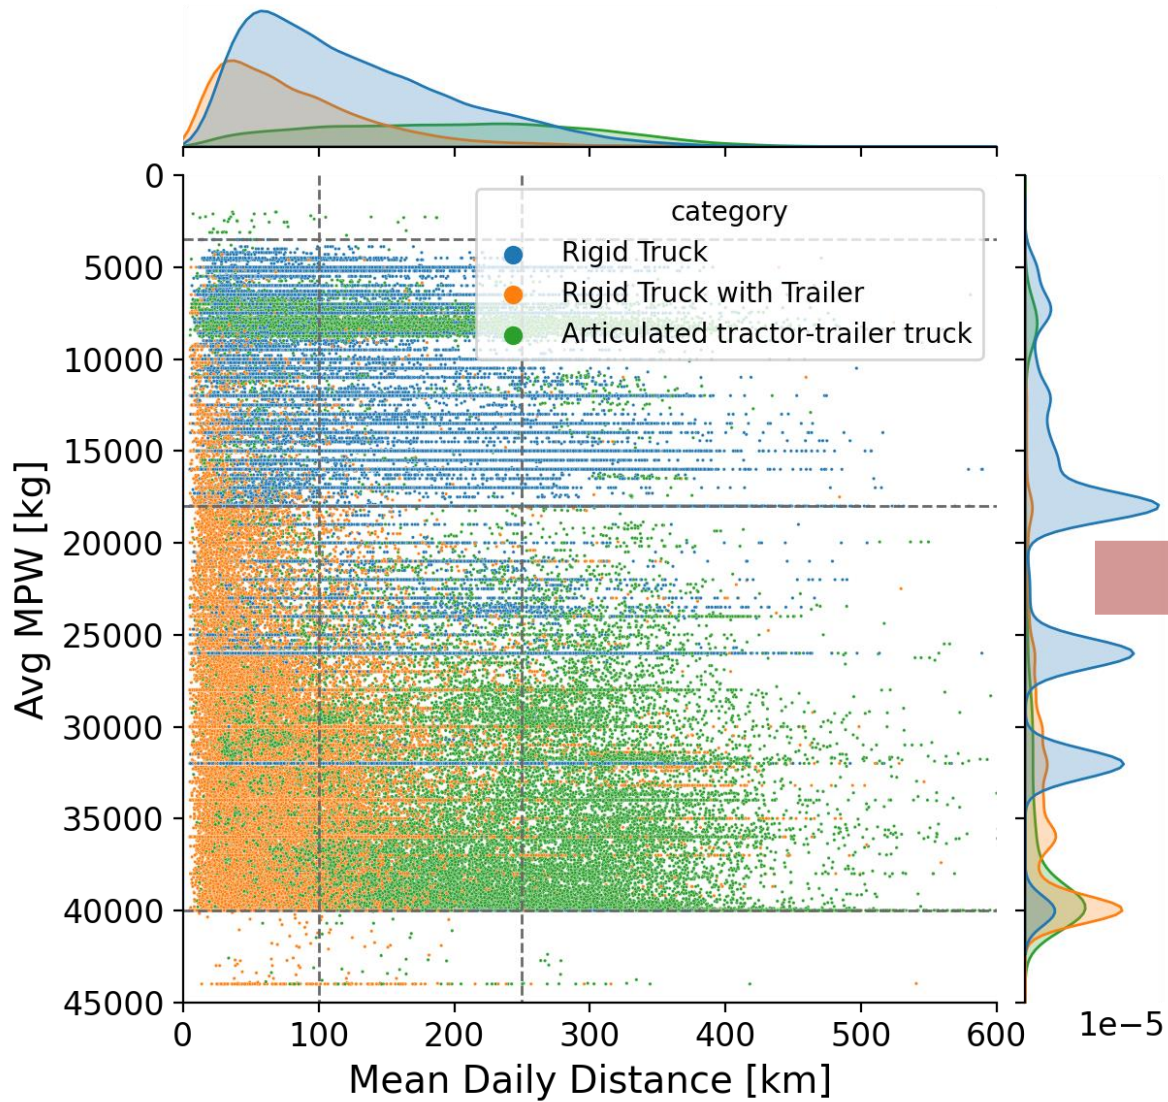 0
5000
10000
15000
20000
25000
30000
35000
40000
45000
Avg MPW [kg]
category
Rigid Truck
Rigid Truck with Trailer
Articulated tractor-trailer truck
0
100
200
300
400
500
600
1e−5
Mean Daily Distance [km]